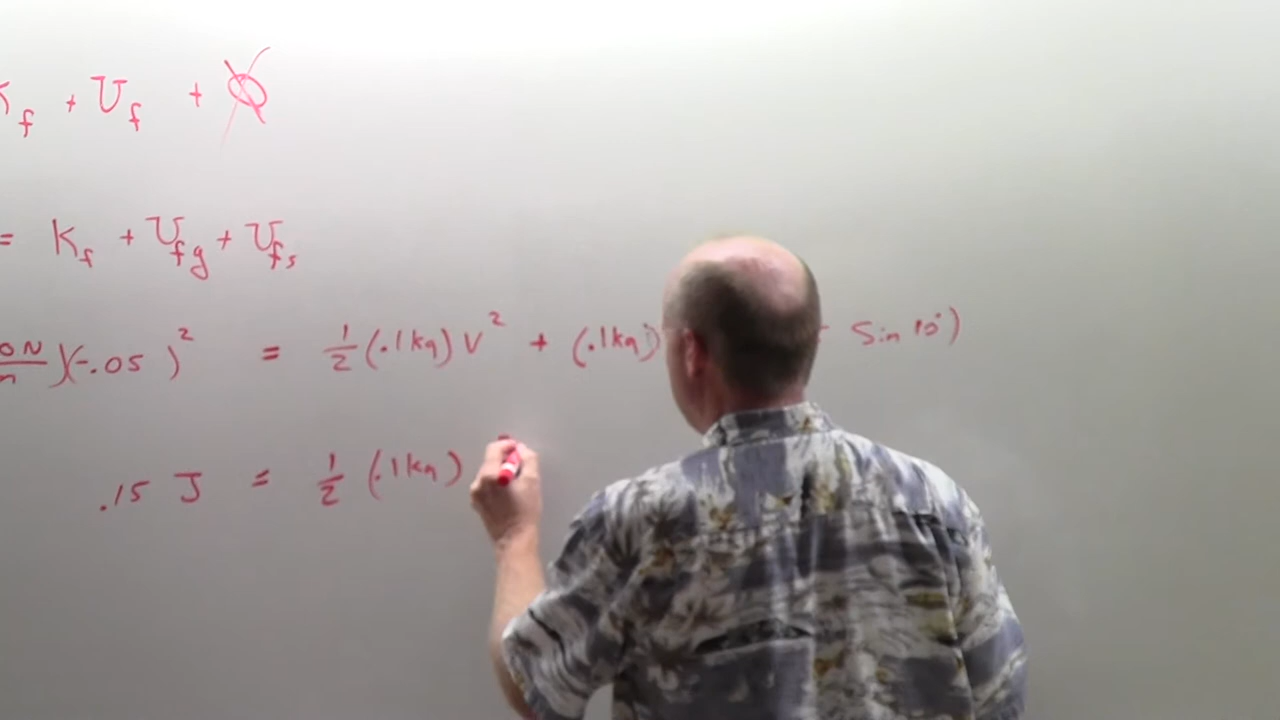 K_f + U_f + Q
= K_f + U_fg + U_fs
0N/m)(-.05)² = ½(.1kg)V² + (.1kg) Sin 10°)
.15 J = ½ (.1kg)